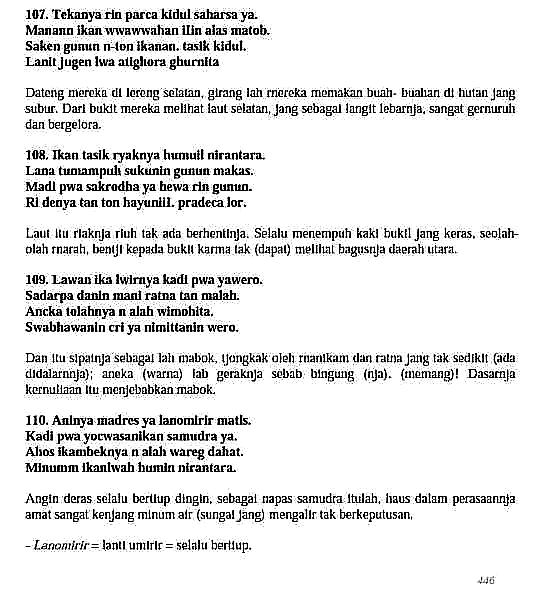 107. Tekanya rin parca kidul saharsa ya.
Manann ikan wwawwahan iIin alas matob.
Saken gunun n-ton ikanan. tasik kidul.
Lanit jugen lwa atighora ghurnita
Dateng mereka di lereng selatan, girang lah rnereka memakan buah- buahan di hutan jang
subur. Dari bukit mereka melihat laut selatan, jang sebagai langit lebarnja, sangat gernuruh
dan bergelora.
108. Ikan tasik ryaknya humuil nirantara.
Lana tumampuh sukunin gunun makas.
Madi pwa sakrodha ya hewa rin gunun.
Ri denya tan ton hayuniil. pradeca lor.
Laut itu riaknja riuh tak ada berhentinja. Selalu menempuh kaki bukti jang keras, seolah-
olah rnarah, bentji kepada bukit karma tak (dapat) melihat bagusnja daerah utara.
109. Lawan ika lwirnya kadi pwa yawero.
Sadarpa danin mani ratna tan malah.
Ancka tolahnya n alah wimohita.
Swabhawanin cri ya nimittanin wero.
Dan itu sipatnja sebagai lah mabok, tjongkak oleh rnanikam dan ratna jang tak sedikit (ada
didalarnnja); aneka (warna) lab geraknja sebab bingung (nja). (memang)! Dasarnja
kernuliaan itu menjebabkan mabok.
110. Aninya madres ya lanomirir matis.
Kadi pwa yocwasanikan samudra ya.
Ahos ikambeknya n alah wareg dahat.
Minumm ikanlwah humin nirantara.
Angin deras selalu bertiup dingin, sebagai napas samudra itulah, haus dalam perasaannja
amat sangat kenjang minum air (sungai jang) mengalir tak berkeputusan,
- Lanomirir = lanti umirir = selalu bertiup.
446